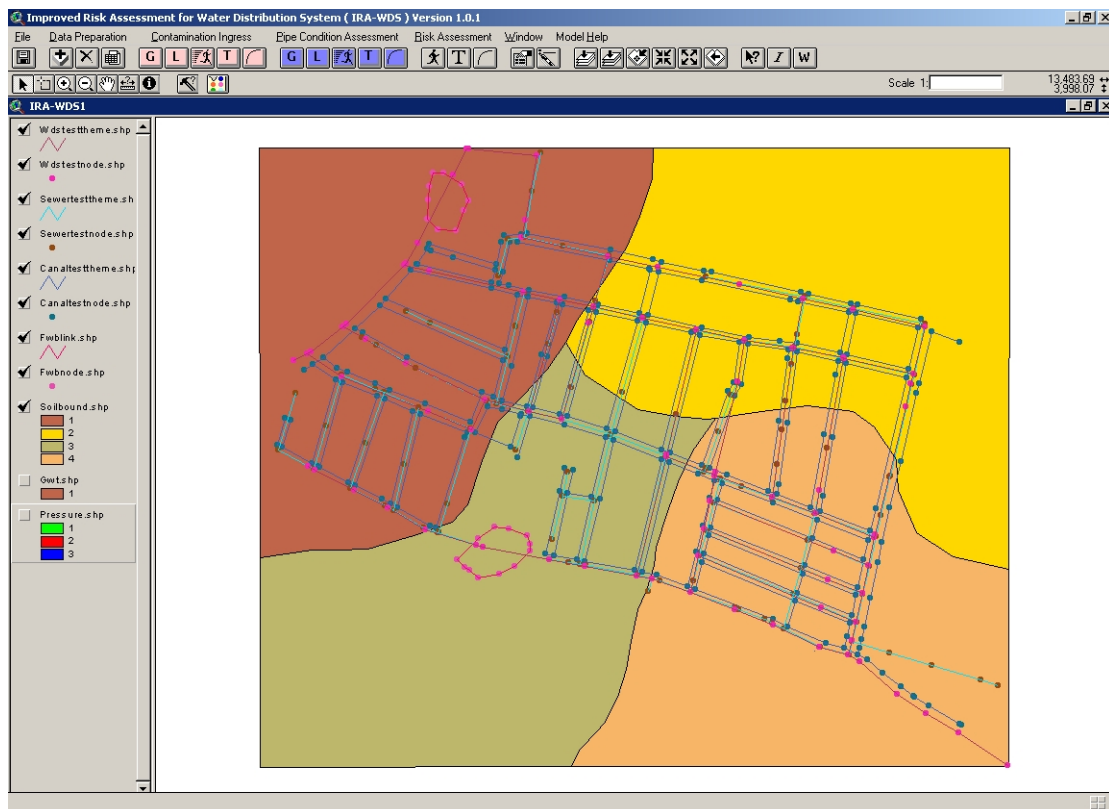 Improved Risk Assessment for Water Distribution System ( IRA-WDS ) Version 1.0.1
File Data Preparation Contamination Ingress Pipe Condition Assessment Risk Assessment Window Model Help
G L T G L T T I W
Scale 1: 13,483.69
3,998.07
IRA-WDS1
Wdstesttheme.shp
Wdstestnode.shp
Sewertesttheme.sh
Sewertestnode.shp
Canaltesttheme.shp
Canaltestnode.shp
Fwblink.shp
Fwbnode.shp
Soilbound.shp
1
2
3
4
Gwt.shp
1
Pressure.shp
1
2
3